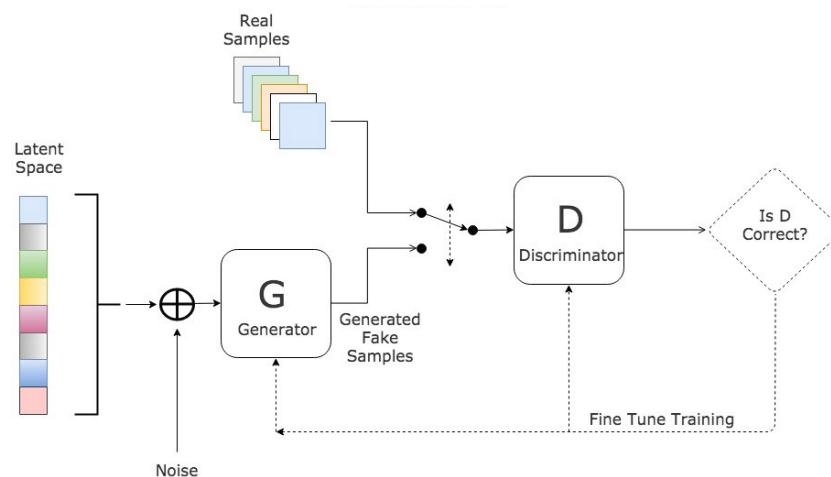 Real
Samples
Latent
Space
D
Discriminator
Is D
Correct?
G
Generator
Generated
Fake
Samples
Fine Tune Training
Noise